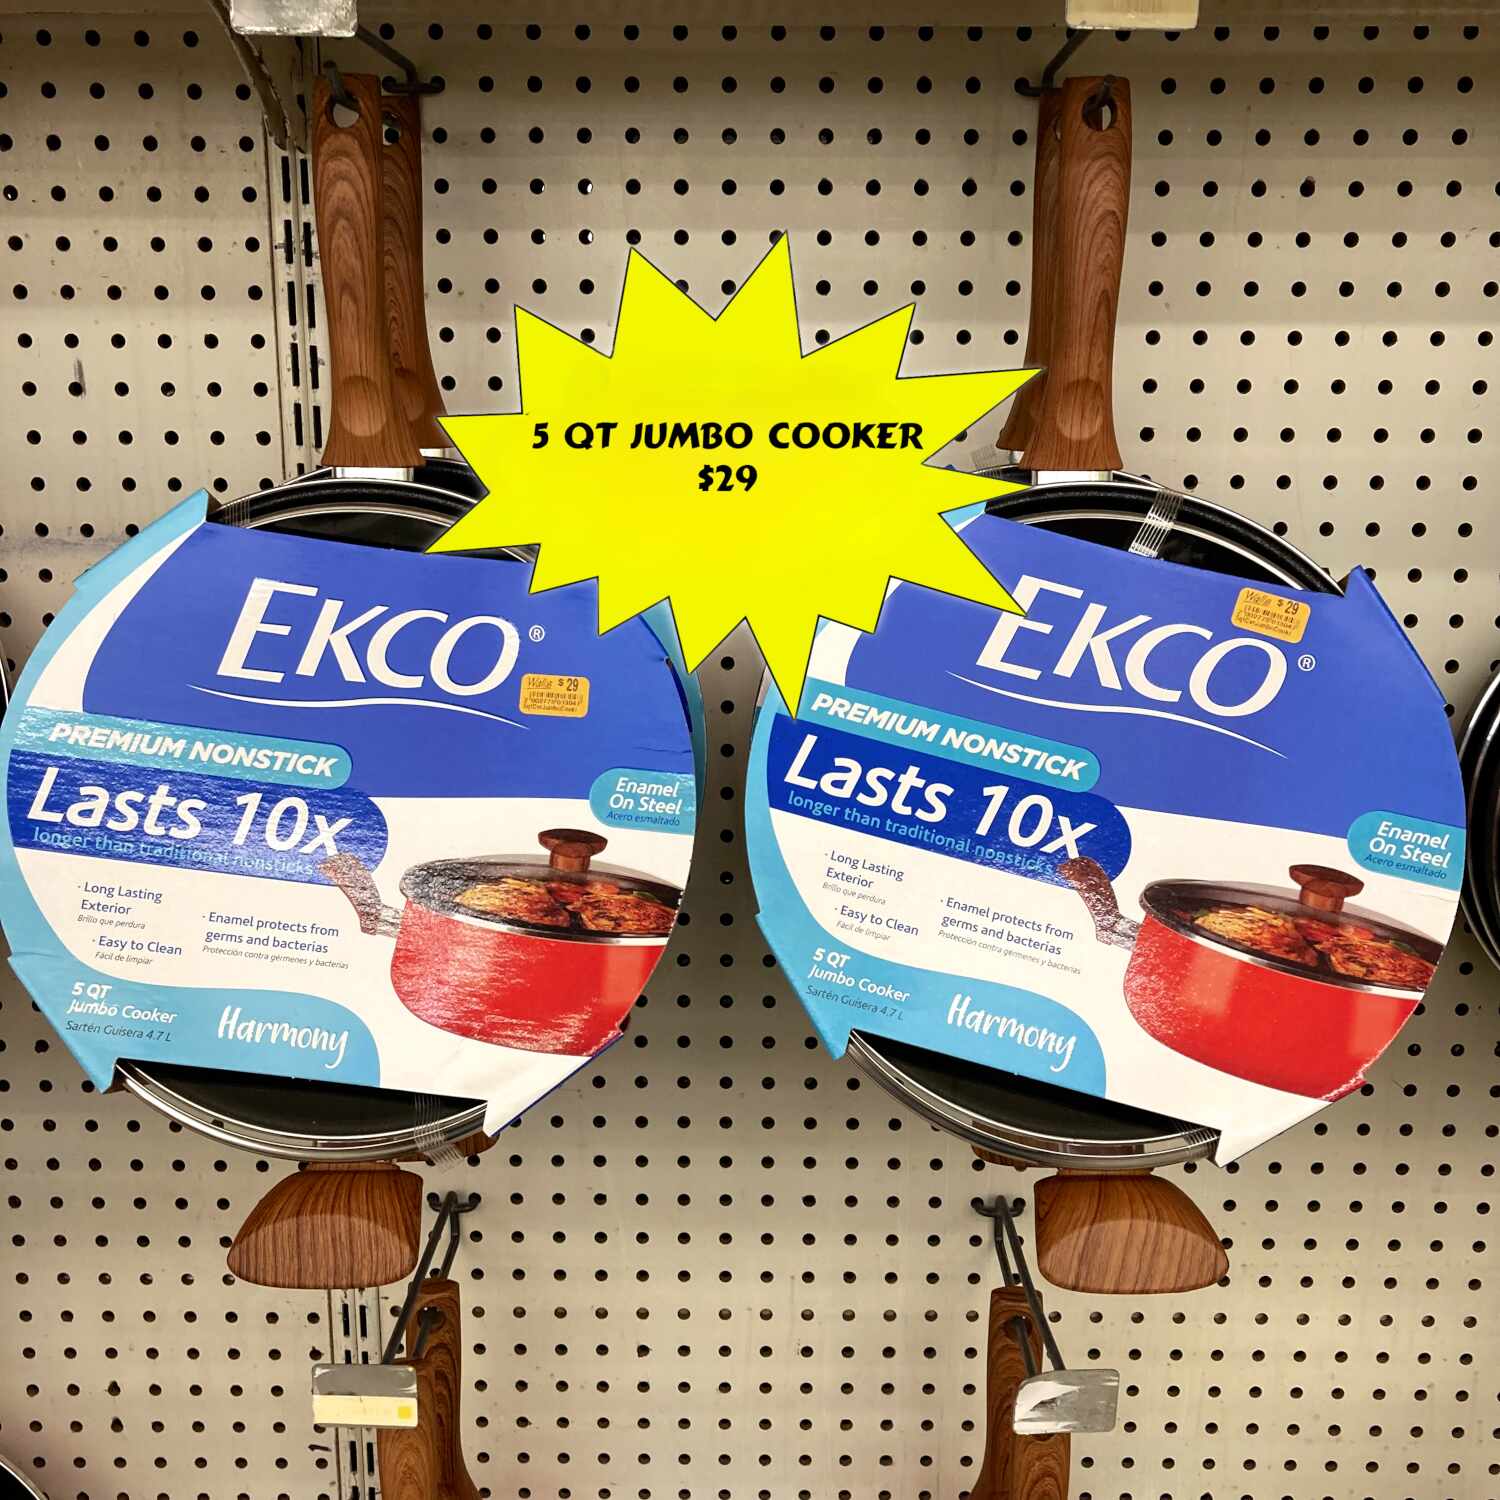 5 QT JUMBO COOKER
$29
EKCO®
Walla $29
PREMIUM NONSTICK
Lasts 10x
longer than traditional nonsticks
Enamel
On Steel
Acero esmaltado
· Long Lasting
Exterior
Brillo que perdura
· Easy to Clean
Fácil de limpiar
· Enamel protects from
germs and bacterias
Protección contra gérmenes y bacterias
5 QT
Jumbo Cooker
Sartén Guisera 4.7 L
Harmony
EKCO®
Walla $29
PREMIUM NONSTICK
Lasts 10x
longer than traditional nonsticks
Enamel
On Steel
Acero esmaltado
· Long Lasting
Exterior
Brillo que perdura
· Easy to Clean
Fácil de limpiar
· Enamel protects from
germs and bacterias
Protección contra gérmenes y bacterias
5 QT
Jumbo Cooker
Sartén Guisera 4.7 L
Harmony